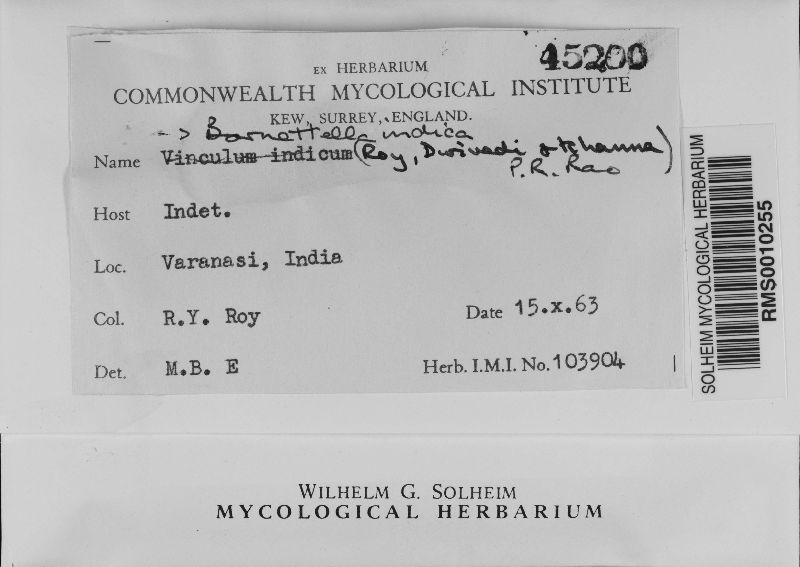 45200
EX HERBARIUM
COMMONWEALTH MYCOLOGICAL INSTITUTE
KEW, SURREY, ENGLAND.
-> Barnettella indica
Name Vinculum indicum (Roy, Dwivedi & Khanna)
P.R. Rao
Host Indet.
Loc. Varanasi, India
Col. R.Y. Roy Date 15.x.63
Det. M.B. E Herb. I.M.I. No. 103904
SOLHEIM MYCOLOGICAL HERBARIUM
RMS0010255
WILHELM G. SOLHEIM
MYCOLOGICAL HERBARIUM